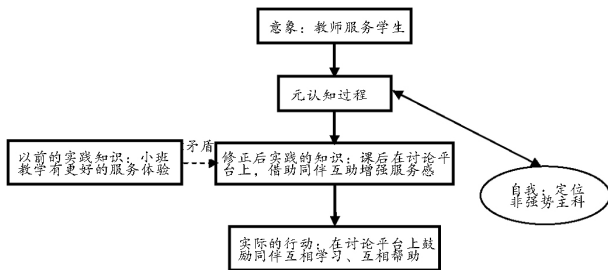 意象：教师服务学生
元认知过程
矛盾
以前的实践知识：小班
教学有更好的服务体验
修正后实践的知识：课后在讨论平
台上，借助同伴互助增强服务感
自我：定位
非强势主科
实际的行动：在讨论平台上鼓
励同伴互相学习、互相帮助